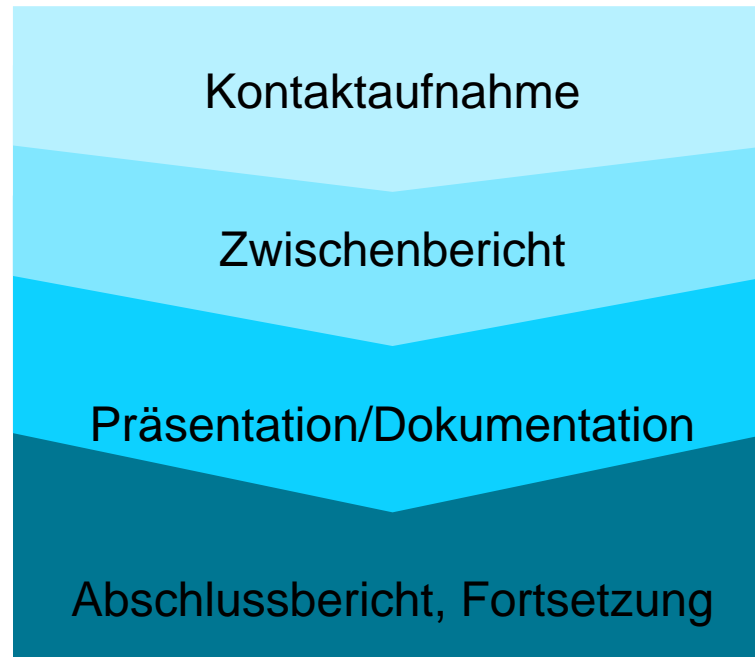 Kontaktaufnahme
Zwischenbericht
Präsentation/Dokumentation
Abschlussbericht, Fortsetzung